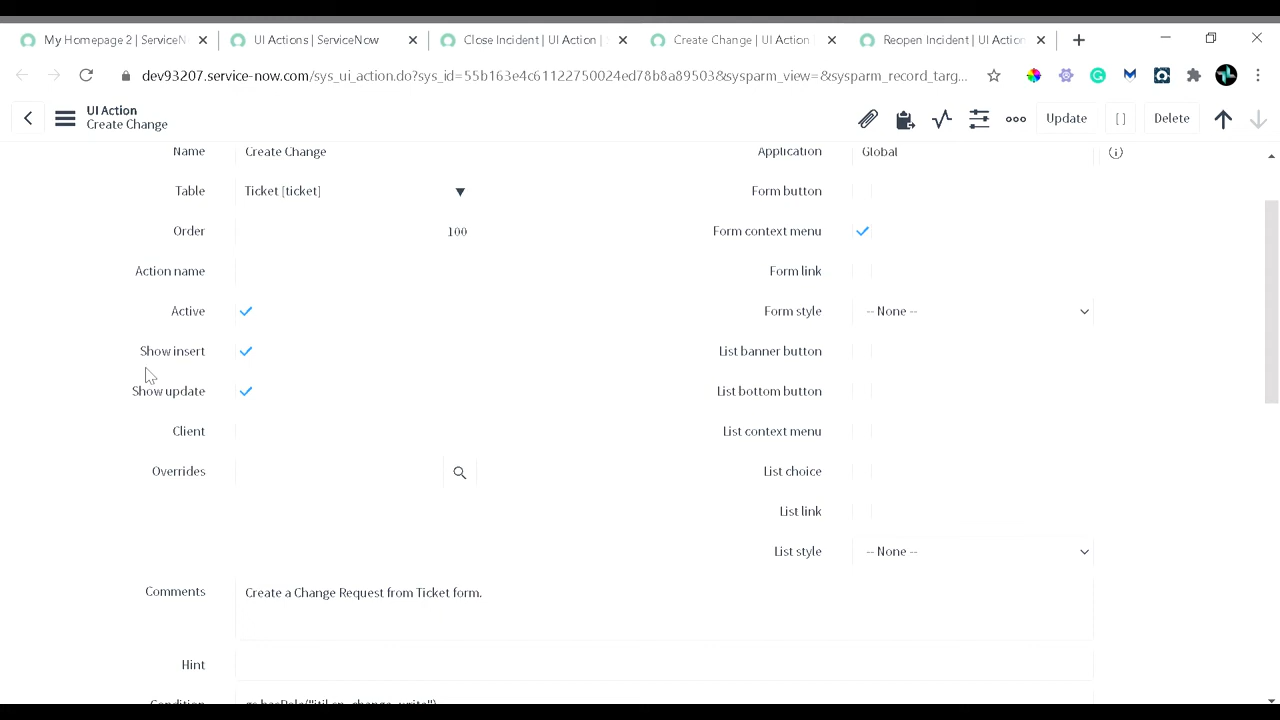 My Homepage 2 | ServiceN
UI Actions | ServiceNow
Close Incident | UI Action |
Create Change | UI Action
Reopen Incident | UI Action
dev93207.service-now.com/sys_ui_action.do?sys_id=55b163e4c61122750024ed78b8a89503&sysparm_view=&sysparm_record_targ...
UI Action
Create Change
Update
[ ]
Delete
Name Create Change
Application Global
Table Ticket [ticket]
Form button
Order 100
Form context menu
Action name
Form link
Active
Form style -- None --
Show insert
List banner button
Show update
List bottom button
Client
List context menu
Overrides
List choice
List link
List style -- None --
Comments Create a Change Request from Ticket form.
Hint
Condition